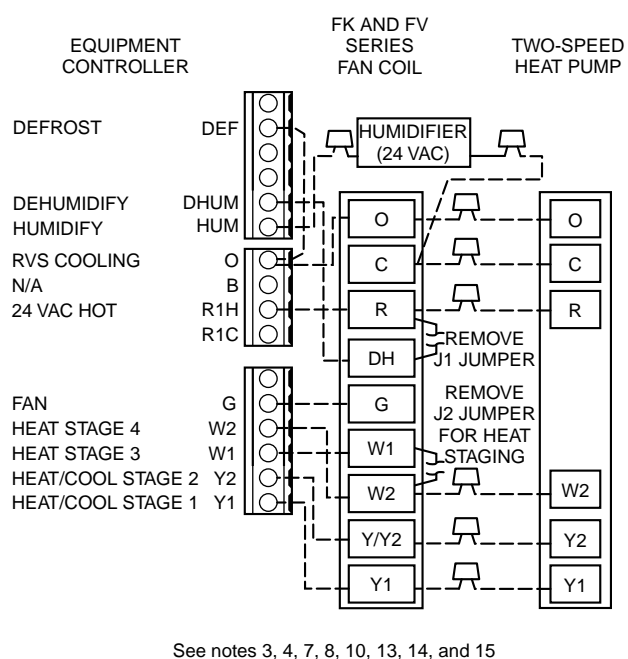 EQUIPMENT
CONTROLLER
FK AND FV
SERIES
FAN COIL
TWO-SPEED
HEAT PUMP
DEFROST DEF
DEHUMIDIFY DHUM
HUMIDIFY HUM
RVS COOLING O
N/A B
24 VAC HOT R1H
R1C
FAN G
HEAT STAGE 4 W2
HEAT STAGE 3 W1
HEAT/COOL STAGE 2 Y2
HEAT/COOL STAGE 1 Y1
HUMIDIFIER
(24 VAC)
O
C
R
DH
G
W1
W2
Y/Y2
Y1
REMOVE
J1 JUMPER
REMOVE
J2 JUMPER
FOR HEAT
STAGING
O
C
R
W2
Y2
Y1
See notes 3, 4, 7, 8, 10, 13, 14, and 15